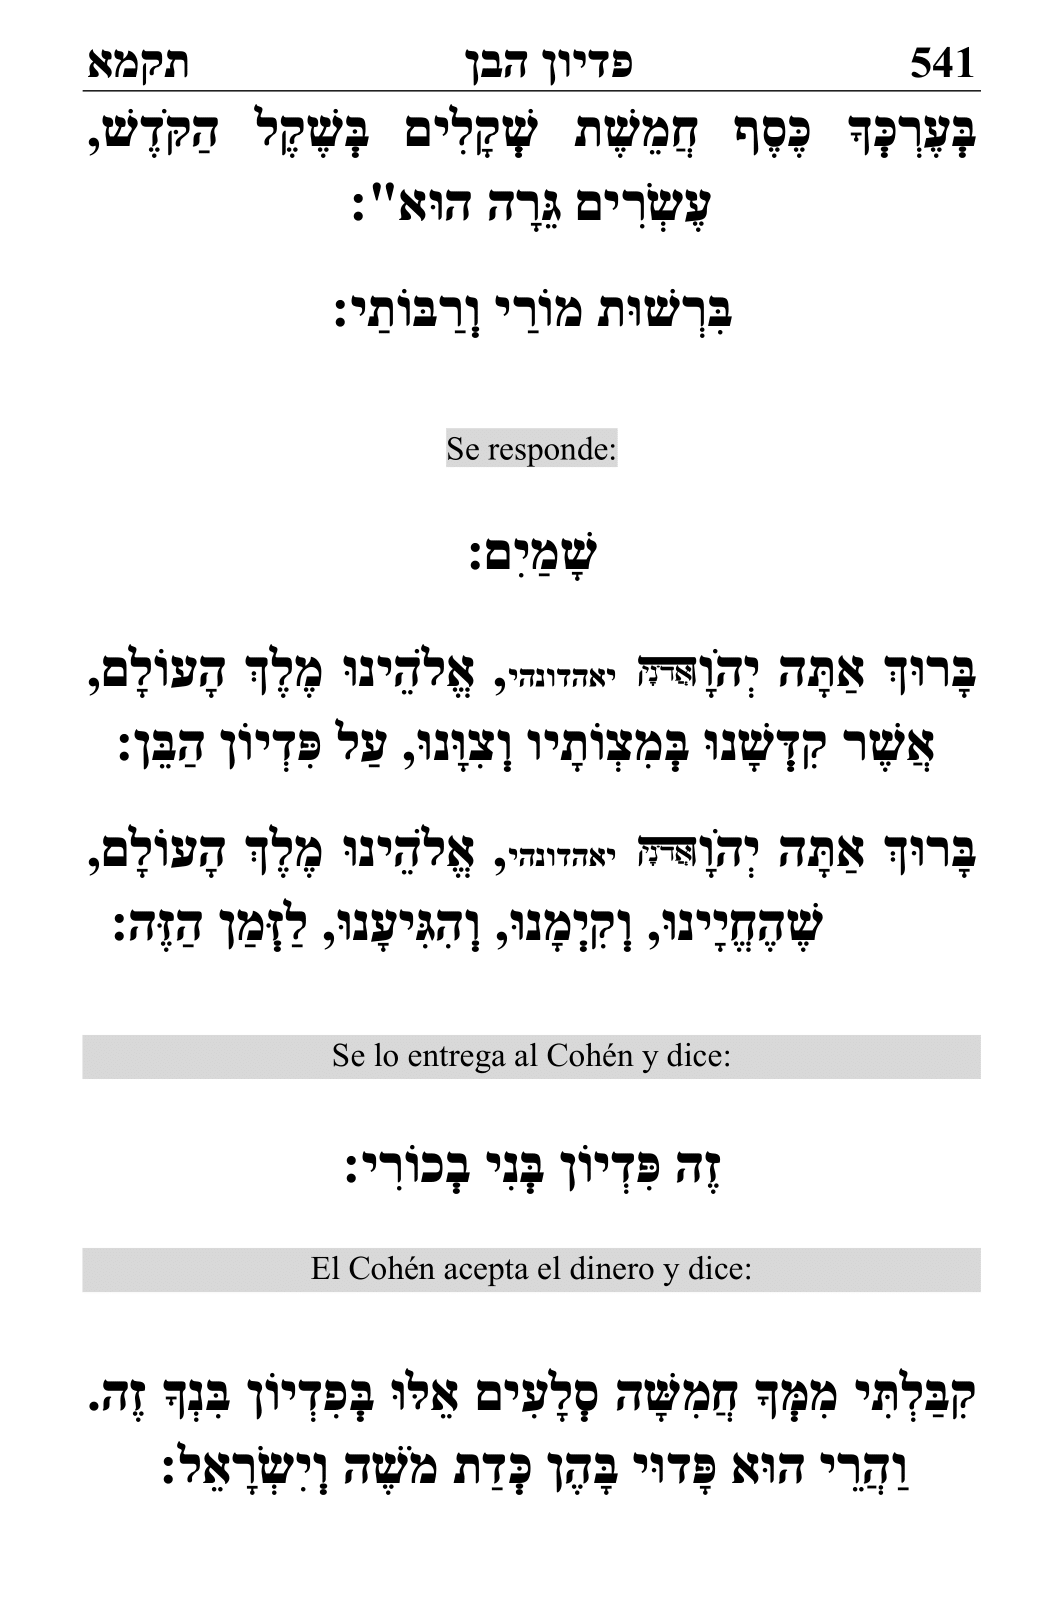 541 פדיון הבן תקמא
בְּעֶרְכְּךָ כֶּסֶף חֲמֵשֶׁת שְׁקָלִים בְּשֶׁקֶל הַקֹּדֶשׁ,
עֶשְׂרִים גֵּרָה הוּא":
בִּרְשׁוּת מוֹרַי וְרַבּוֹתַי:
Se responde:
שָׁמַיִם:
בָּרוּךְ אַתָּה יְהֹוָה אֲדֹנָי יאהדונהי, אֱלֹהֵינוּ מֶלֶךְ הָעוֹלָם,
אֲשֶׁר קִדְּשָׁנוּ בְּמִצְוֹתָיו וְצִוָּנוּ, עַל פִּדְיוֹן הַבֵּן:
בָּרוּךְ אַתָּה יְהֹוָה אֲדֹנָי יאהדונהי, אֱלֹהֵינוּ מֶלֶךְ הָעוֹלָם,
שֶׁהֶחֱיָינוּ, וְקִיְּמָנוּ, וְהִגִּיעָנוּ, לַזְּמַן הַזֶּה:
Se lo entrega al Cohén y dice:
זֶה פִּדְיוֹן בְּנִי בְכוֹרִי:
El Cohén acepta el dinero y dice:
קִבַּלְתִּי מִמְּךָ חֲמִשָּׁה סְלָעִים אֵלּוּ בְּפִדְיוֹן בִּנְךָ זֶה.
וַהֲרֵי הוּא פָּדוּי בָּהֶן כְּדַת מֹשֶׁה וְיִשְׂרָאֵל: